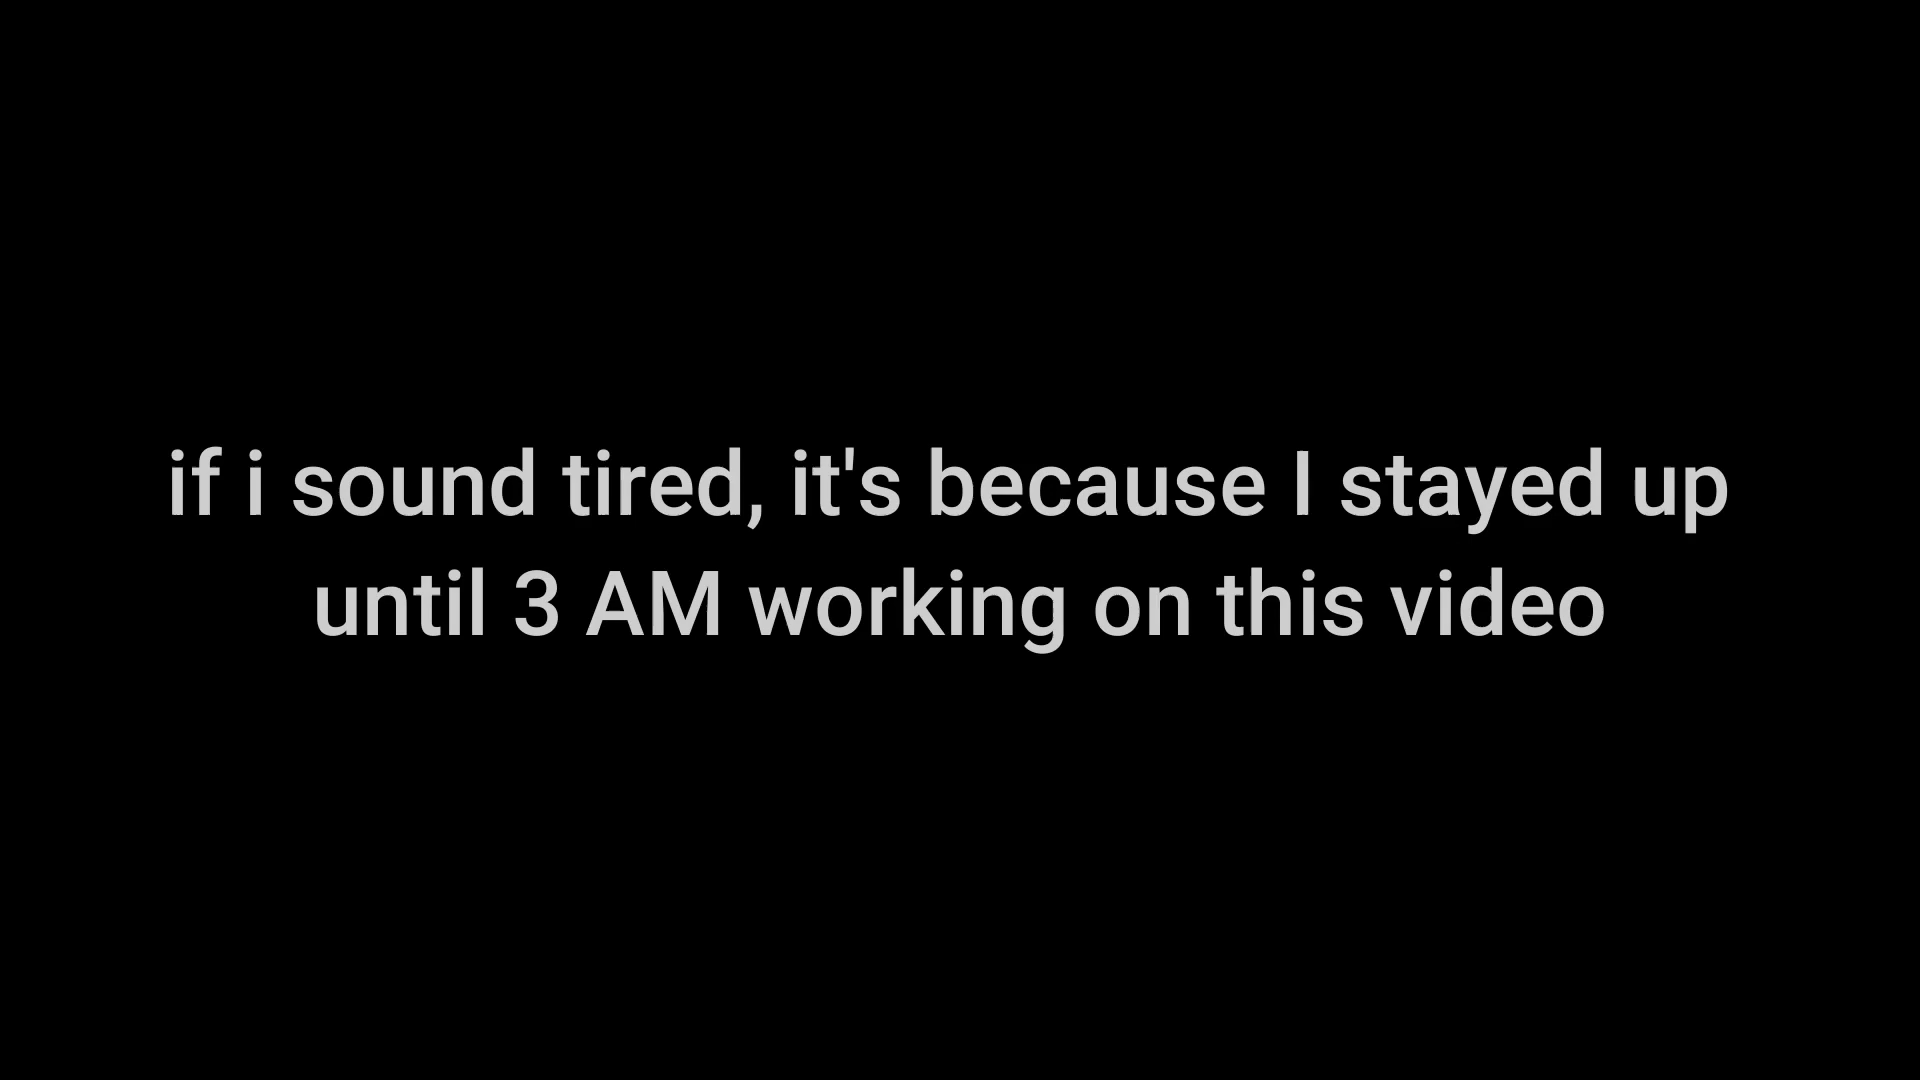 if i sound tired, it's because I stayed up
until 3 AM working on this video